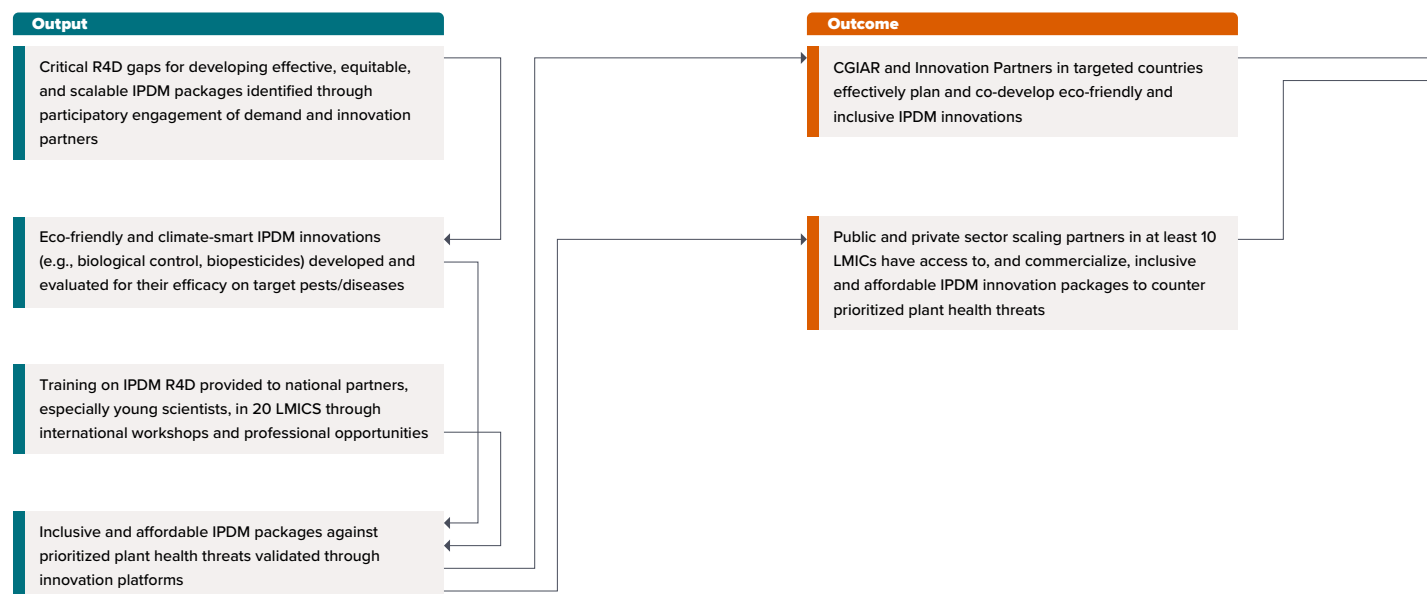 Output
Critical R4D gaps for developing effective, equitable,
and scalable IPDM packages identified through
participatory engagement of demand and innovation
partners
Eco-friendly and climate-smart IPDM innovations
(e.g., biological control, biopesticides) developed and
evaluated for their efficacy on target pests/diseases
Training on IPDM R4D provided to national partners,
especially young scientists, in 20 LMICS through
international workshops and professional opportunities
Inclusive and affordable IPDM packages against
prioritized plant health threats validated through
innovation platforms
Outcome
CGIAR and Innovation Partners in targeted countries
effectively plan and co-develop eco-friendly and
inclusive IPDM innovations
Public and private sector scaling partners in at least 10
LMICs have access to, and commercialize, inclusive
and affordable IPDM innovation packages to counter
prioritized plant health threats